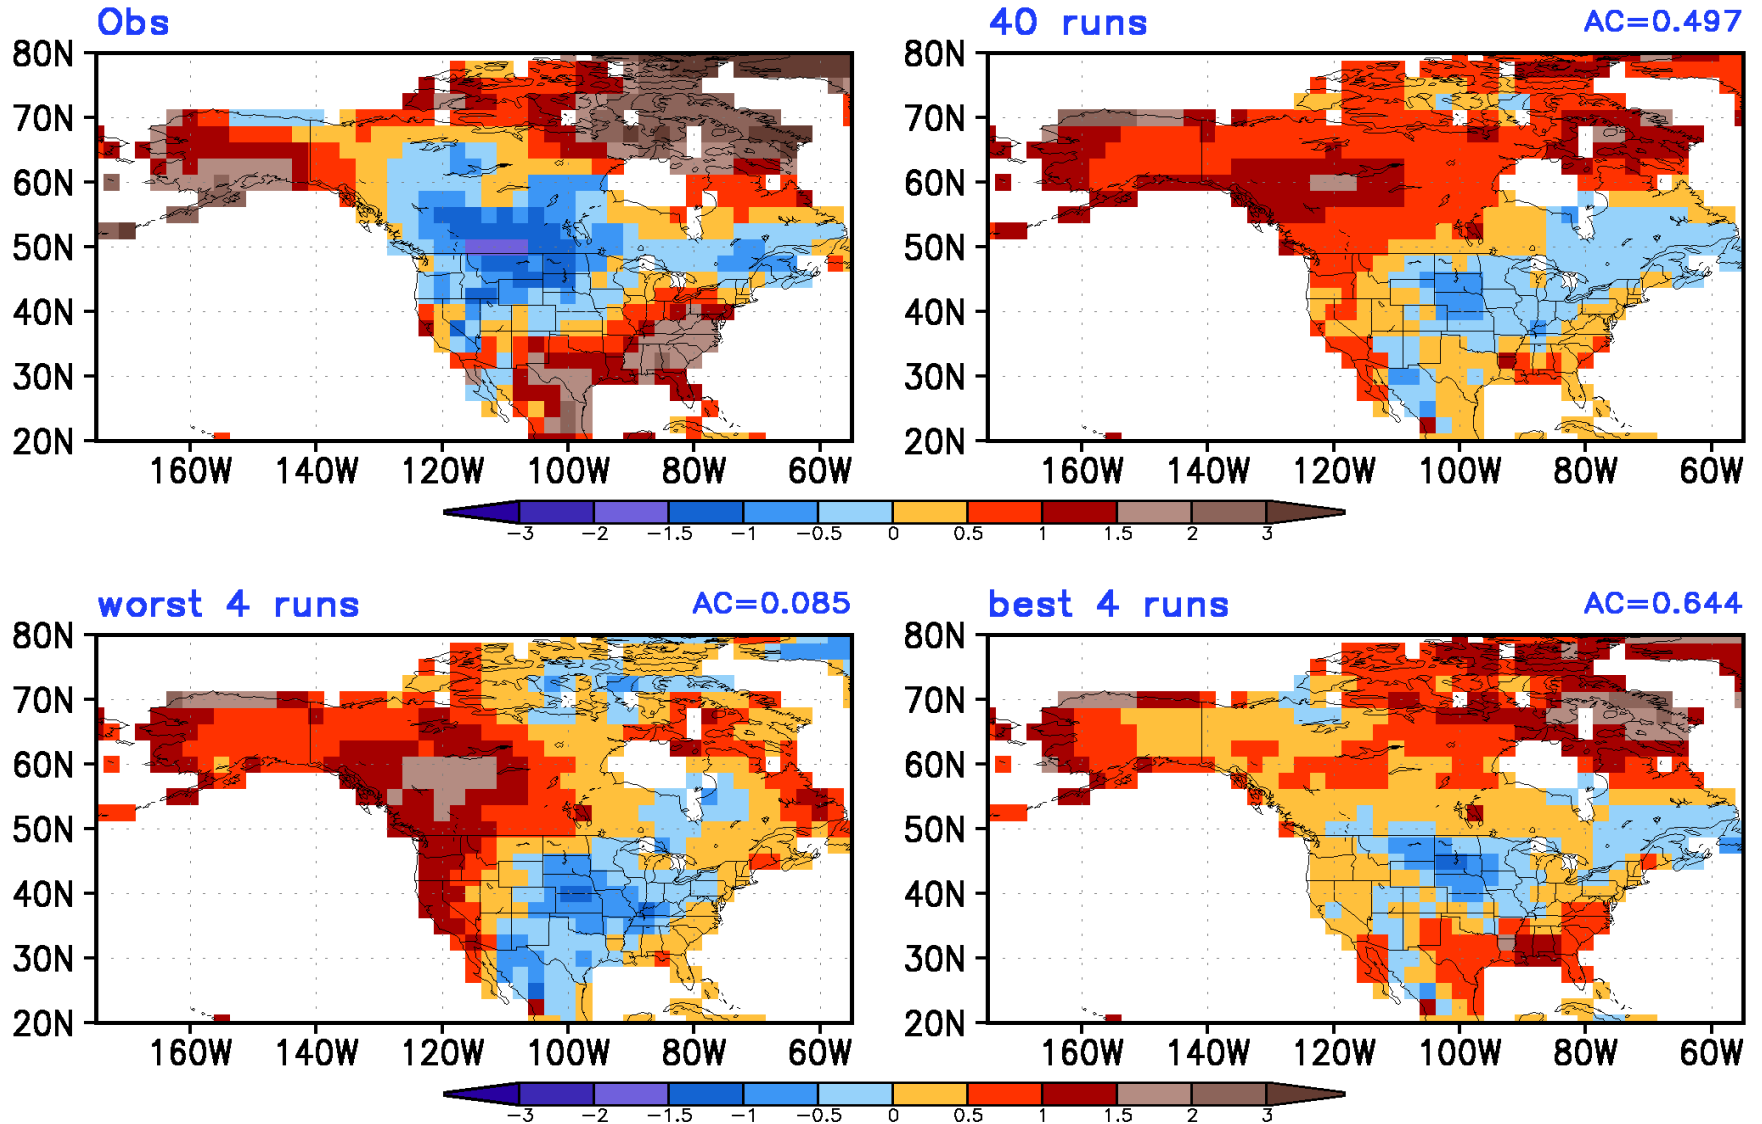 Obs
40 runs AC=0.497
80N 80N
70N 70N
60N 60N
50N 50N
40N 40N
30N 30N
20N 20N
160W 140W 120W 100W 80W 60W 160W 140W 120W 100W 80W 60W
-3 -2 -1.5 -1 -0.5 0 0.5 1 1.5 2 3
worst 4 runs AC=0.085
best 4 runs AC=0.644
80N 80N
70N 70N
60N 60N
50N 50N
40N 40N
30N 30N
20N 20N
160W 140W 120W 100W 80W 60W 160W 140W 120W 100W 80W 60W
-3 -2 -1.5 -1 -0.5 0 0.5 1 1.5 2 3